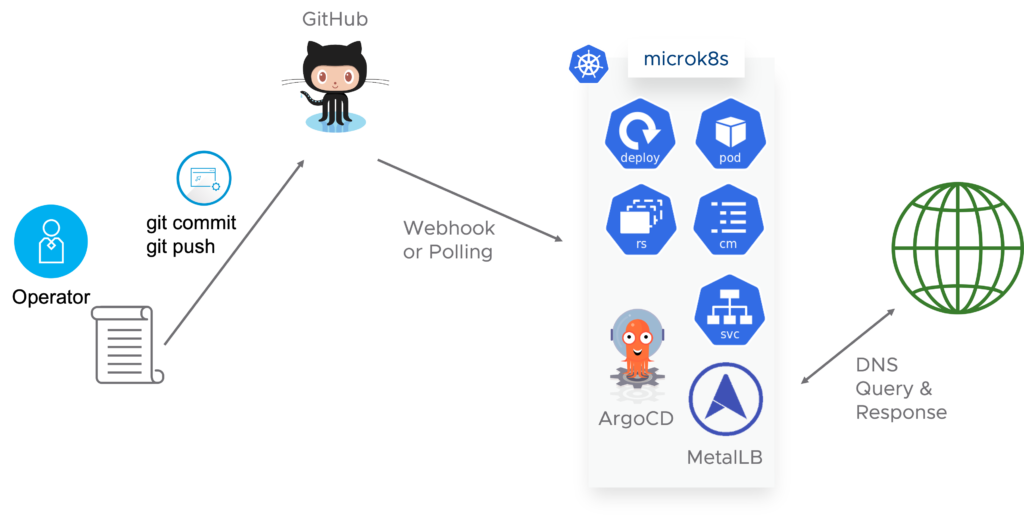 GitHub
microk8s
deploy
pod
git commit
git push
Webhook
or Polling
rs
cm
Operator
svc
DNS
Query &
Response
ArgoCD
MetalLB